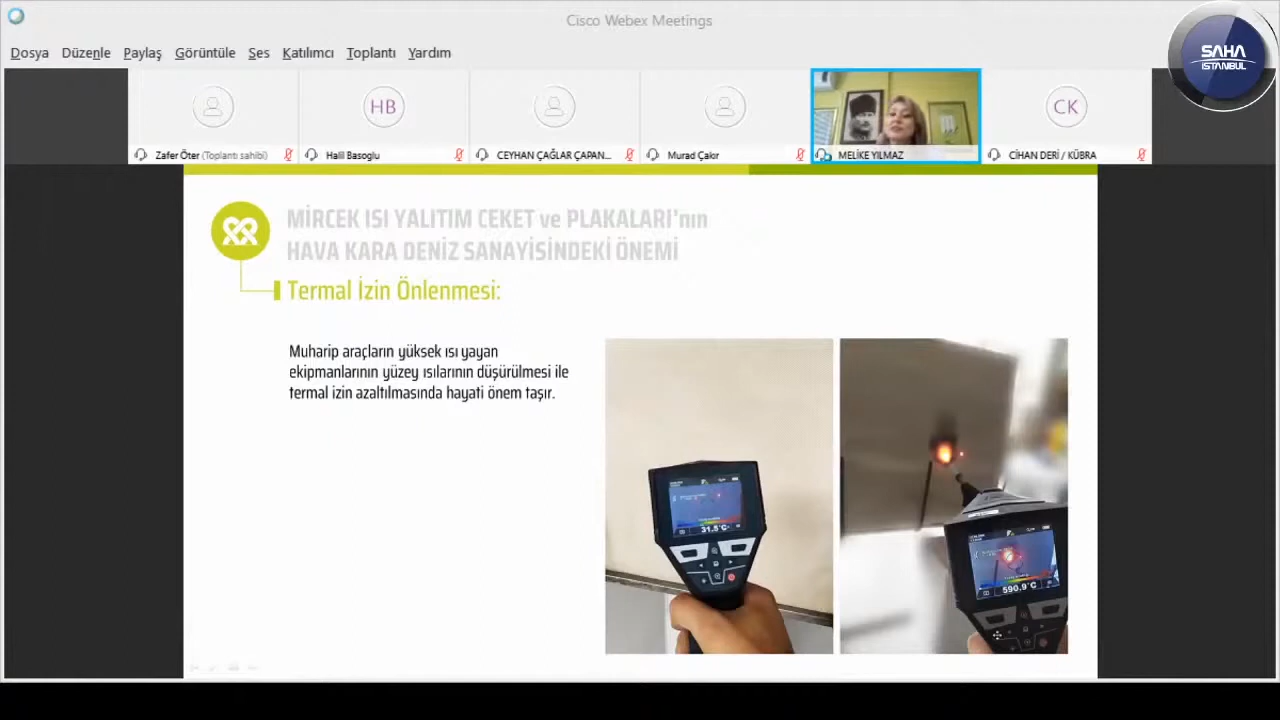 Cisco Webex Meetings
SAHA
İSTANBUL
Dosya Düzenle Paylaş Görüntüle Ses Katılımcı Toplantı Yardım
HB
CK
Zafer Öter (Toplantı sahibi)
Halil Basoglu
CEYHAN ÇAĞLAR ÇAPAN...
Murad Çakır
MELİKE YILMAZ
CİHAN DERİ / KÜBRA
MİRCEK ISI YALITIM CEKET ve PLAKALARI'nın
HAVA KARA DENİZ SANAYİSİNDEKİ ÖNEMİ
Termal İzin Önlenmesi:
Muharip araçların yüksek ısı yayan
ekipmanlarının yüzey ısılarının düşürülmesi ile
termal izin azaltılmasında hayati önem taşır.
31.5°C
590.9°C